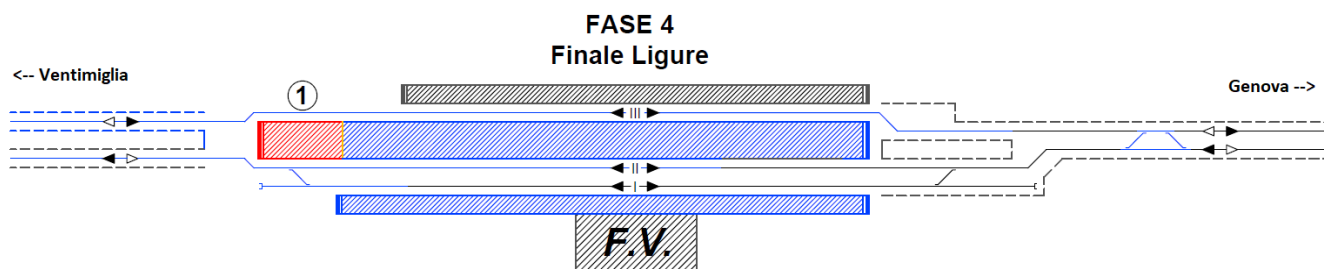 FASE 4
Finale Ligure
<-- Ventimiglia
Genova -->
1
III
II
I
F.V.